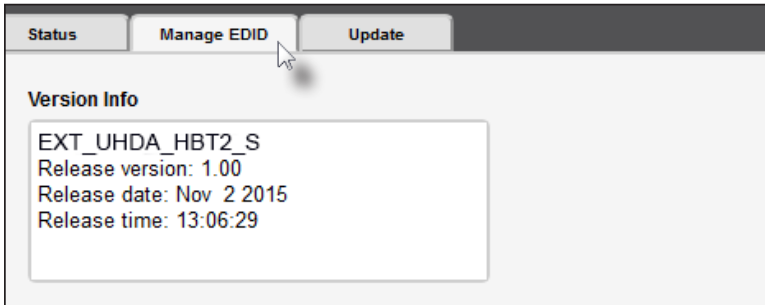 Status Manage EDID Update
Version Info
EXT_UHDA_HBT2_S
Release version: 1.00
Release date: Nov  2 2015
Release time: 13:06:29